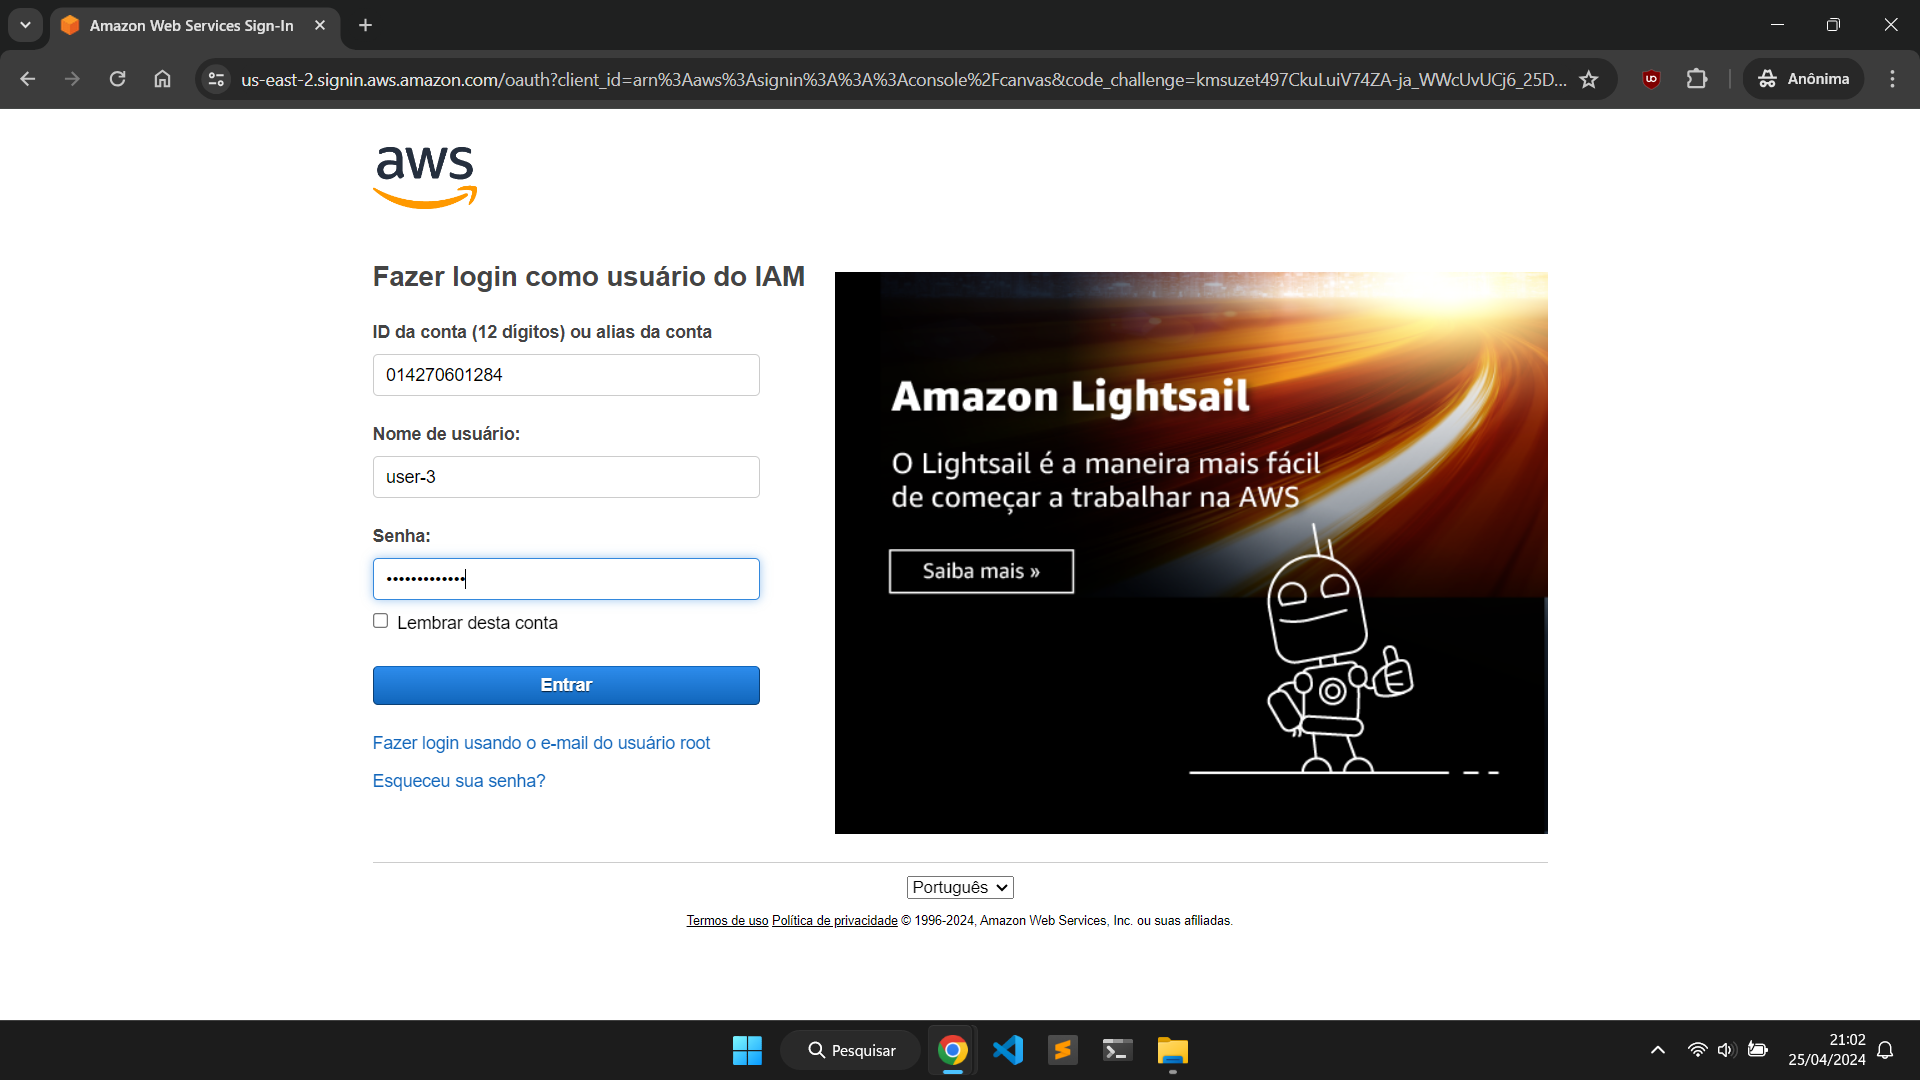 Amazon Web Services Sign-In
us-east-2.signin.aws.amazon.com/oauth?client_id=arn%3Aaws%3Asignin%3A%3A%3Aconsole%2Fcanvas&code_challenge=kmsuzet497CkuLuiV74ZA-ja_WWcUvUCj6_25D...
Anônima
aws
Fazer login como usuário do IAM
ID da conta (12 dígitos) ou alias da conta
014270601284
Nome de usuário:
user-3
Senha:
•••••••••••••
Lembrar desta conta
Entrar
Fazer login usando o e-mail do usuário root
Esqueceu sua senha?
Amazon Lightsail
O Lightsail é a maneira mais fácil
de começar a trabalhar na AWS
Saiba mais »
Português
Termos de uso Política de privacidade © 1996-2024, Amazon Web Services, Inc. ou suas afiliadas.
Pesquisar
21:02
25/04/2024